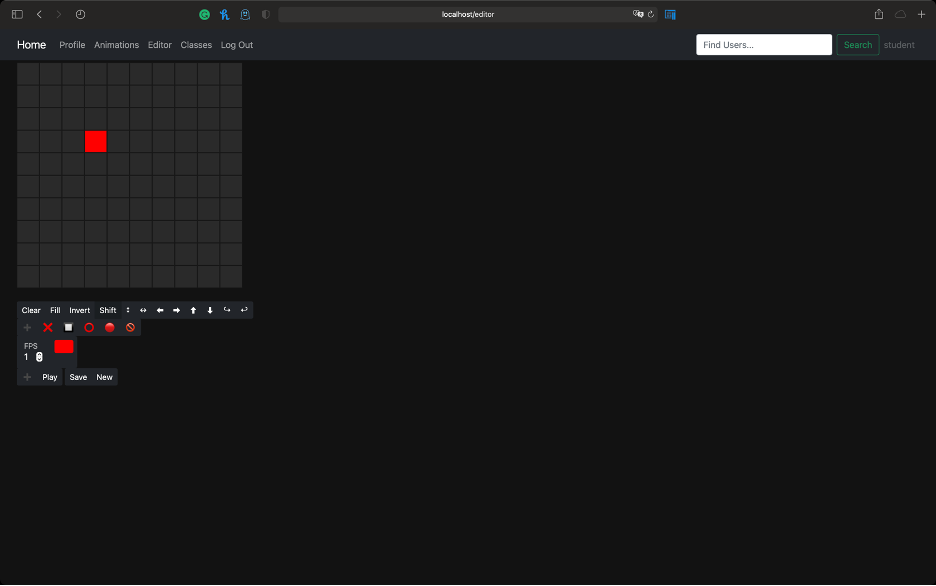 localhost/editor
Home Profile Animations Editor Classes Log Out Find Users... Search student
Clear Fill Invert Shift
FPS
1
Play Save New